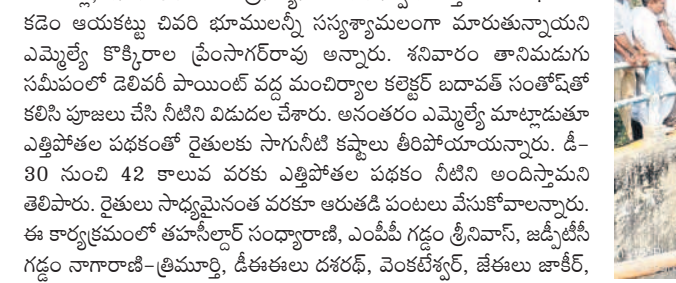 కడెం ఆయకట్టు చివరి భూములన్నీ సస్యశ్యామలంగా మారుతున్నాయని
ఎమ్మెల్యే కొక్కిరాల ప్రేంసాగర్‌రావు అన్నారు. శనివారం తానిమడుగు
సమీపంలో డెలివరీ పాయింట్ వద్ద మంచిర్యాల కలెక్టర్ బదావత్ సంతోష్‌తో
కలిసి పూజలు చేసి నీటిని విడుదల చేశారు. అనంతరం ఎమ్మెల్యే మాట్లాడుతూ
ఎత్తిపోతల పథకంతో రైతులకు సాగునీటి కష్టాలు తీరిపోయాయన్నారు. డీ-
30 నుంచి 42 కాలువ వరకు ఎత్తిపోతల పథకం నీటిని అందిస్తామని
తెలిపారు. రైతులు సాధ్యమైనంత వరకూ ఆరుతడి పంటలు వేసుకోవాలన్నారు.
ఈ కార్యక్రమంలో తహసీల్దార్ సంధ్యారాణి, ఎంపీపీ గడ్డం శ్రీనివాస్, జడ్పీటీసీ
గడ్డం నాగారాణి-త్రిమూర్తి, డీఈఈలు దశరథ్, వెంకటేశ్వర్, జేఈలు జాకీర్,